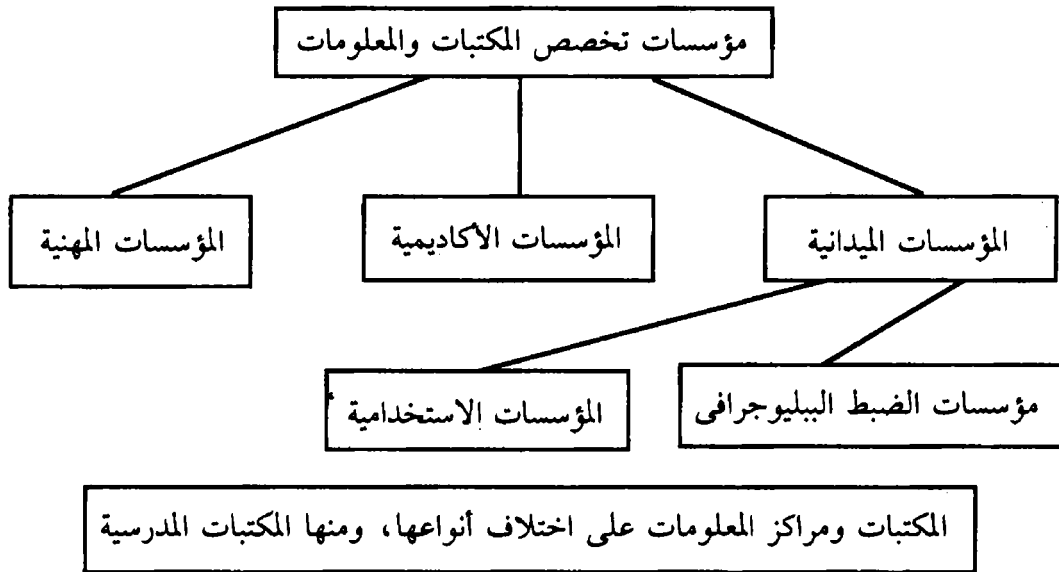 مؤسسات تخصص المكتبات والمعلومات
المؤسسات الميدانية
المؤسسات الأكاديمية
المؤسسات المهنية
مؤسسات الضبط الببليوجرافى
المؤسسات الاستخدامية
المكتبات ومراكز المعلومات على اختلاف أنواعها، ومنها المكتبات المدرسية